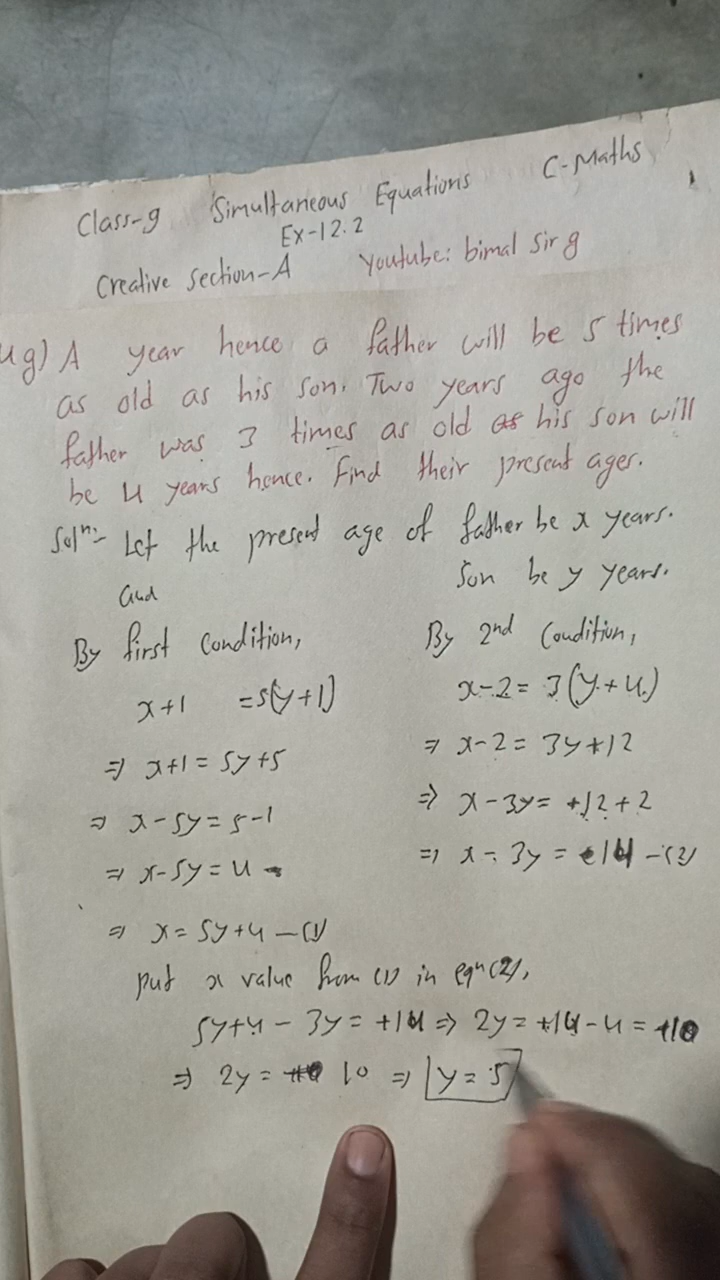 Class-9 Simultaneous Equations C-Maths
Ex-12.2
Creative Section-A Youtube: bimal Sir g
4g) A year hence a father will be 5 times
as old as his son. Two years ago the
father was 3 times as old as his son will
be 4 years hence. Find their present ages.
Solⁿ:- Let the present age of father be x years.
and Son be y years.
By first Condition,
x+1 =5(y+1)
⇒ x+1 = 5y+5
⇒ x-5y = 5-1
⇒ x-5y = 4
⇒ x = 5y+4 —(1)
By 2nd Condition,
x-2 = 3(y+4)
⇒ x-2 = 3y+12
⇒ x-3y = +12+2
⇒ x-3y = 14 —(2)
put x value from (1) in eqⁿ(2),
5y+4-3y = +14 ⇒ 2y = +14-4 = +10
⇒ 2y = 10 ⇒ y = 5